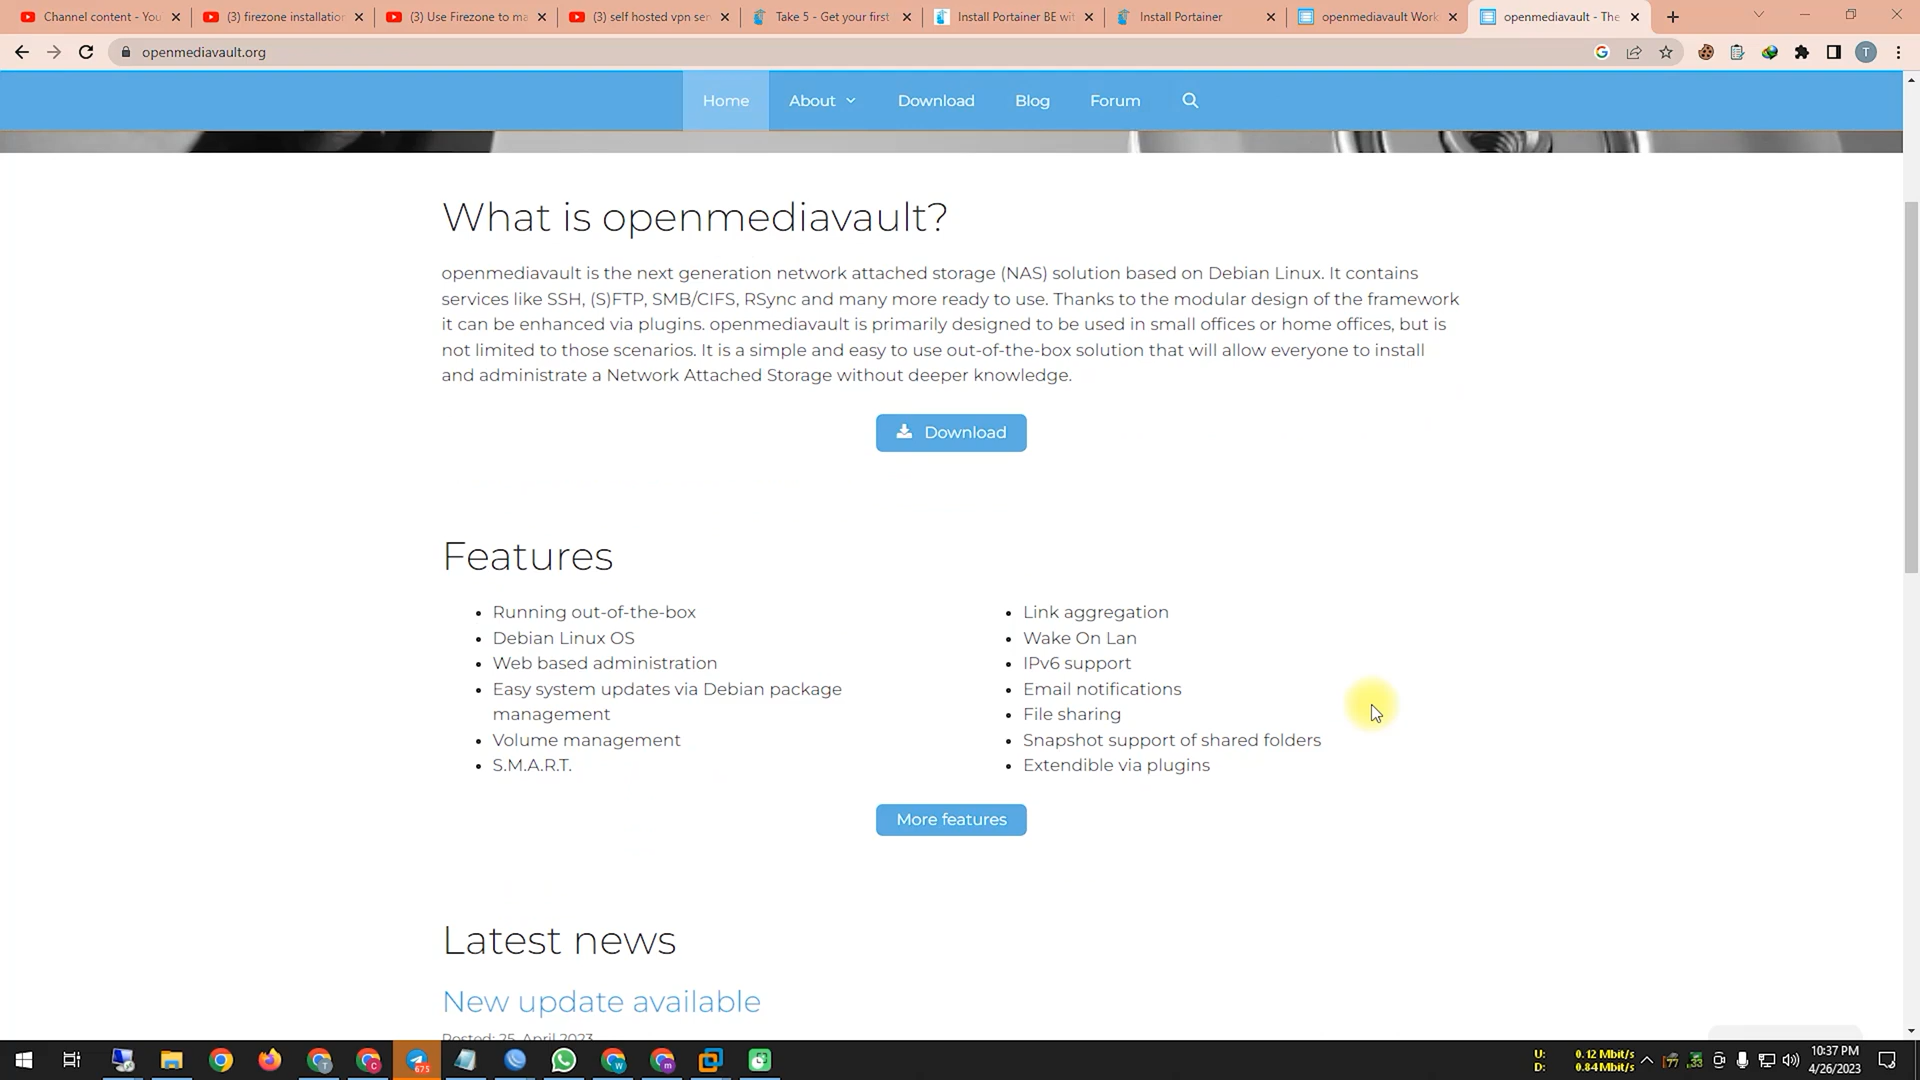 Channel content - You
(3) firezone installation
(3) Use Firezone to ma
(3) self hosted vpn ser
Take 5 - Get your first
Install Portainer BE wit
Install Portainer
openmediavault Work
openmediavault - The
openmediavault.org
T
Home
About
Download
Blog
Forum
What is openmediavault?
openmediavault is the next generation network attached storage (NAS) solution based on Debian Linux. It contains
services like SSH, (S)FTP, SMB/CIFS, RSync and many more ready to use. Thanks to the modular design of the framework
it can be enhanced via plugins. openmediavault is primarily designed to be used in small offices or home offices, but is
not limited to those scenarios. It is a simple and easy to use out-of-the-box solution that will allow everyone to install
and administrate a Network Attached Storage without deeper knowledge.
Download
Features
Running out-of-the-box
Debian Linux OS
Web based administration
Easy system updates via Debian package
management
Volume management
S.M.A.R.T.
Link aggregation
Wake On Lan
IPv6 support
Email notifications
File sharing
Snapshot support of shared folders
Extendible via plugins
More features
Latest news
New update available
Posted: 25. April 2023
675
U: 0.12 Mbit/s
D: 0.84 Mbit/s
10:37 PM
4/26/2023